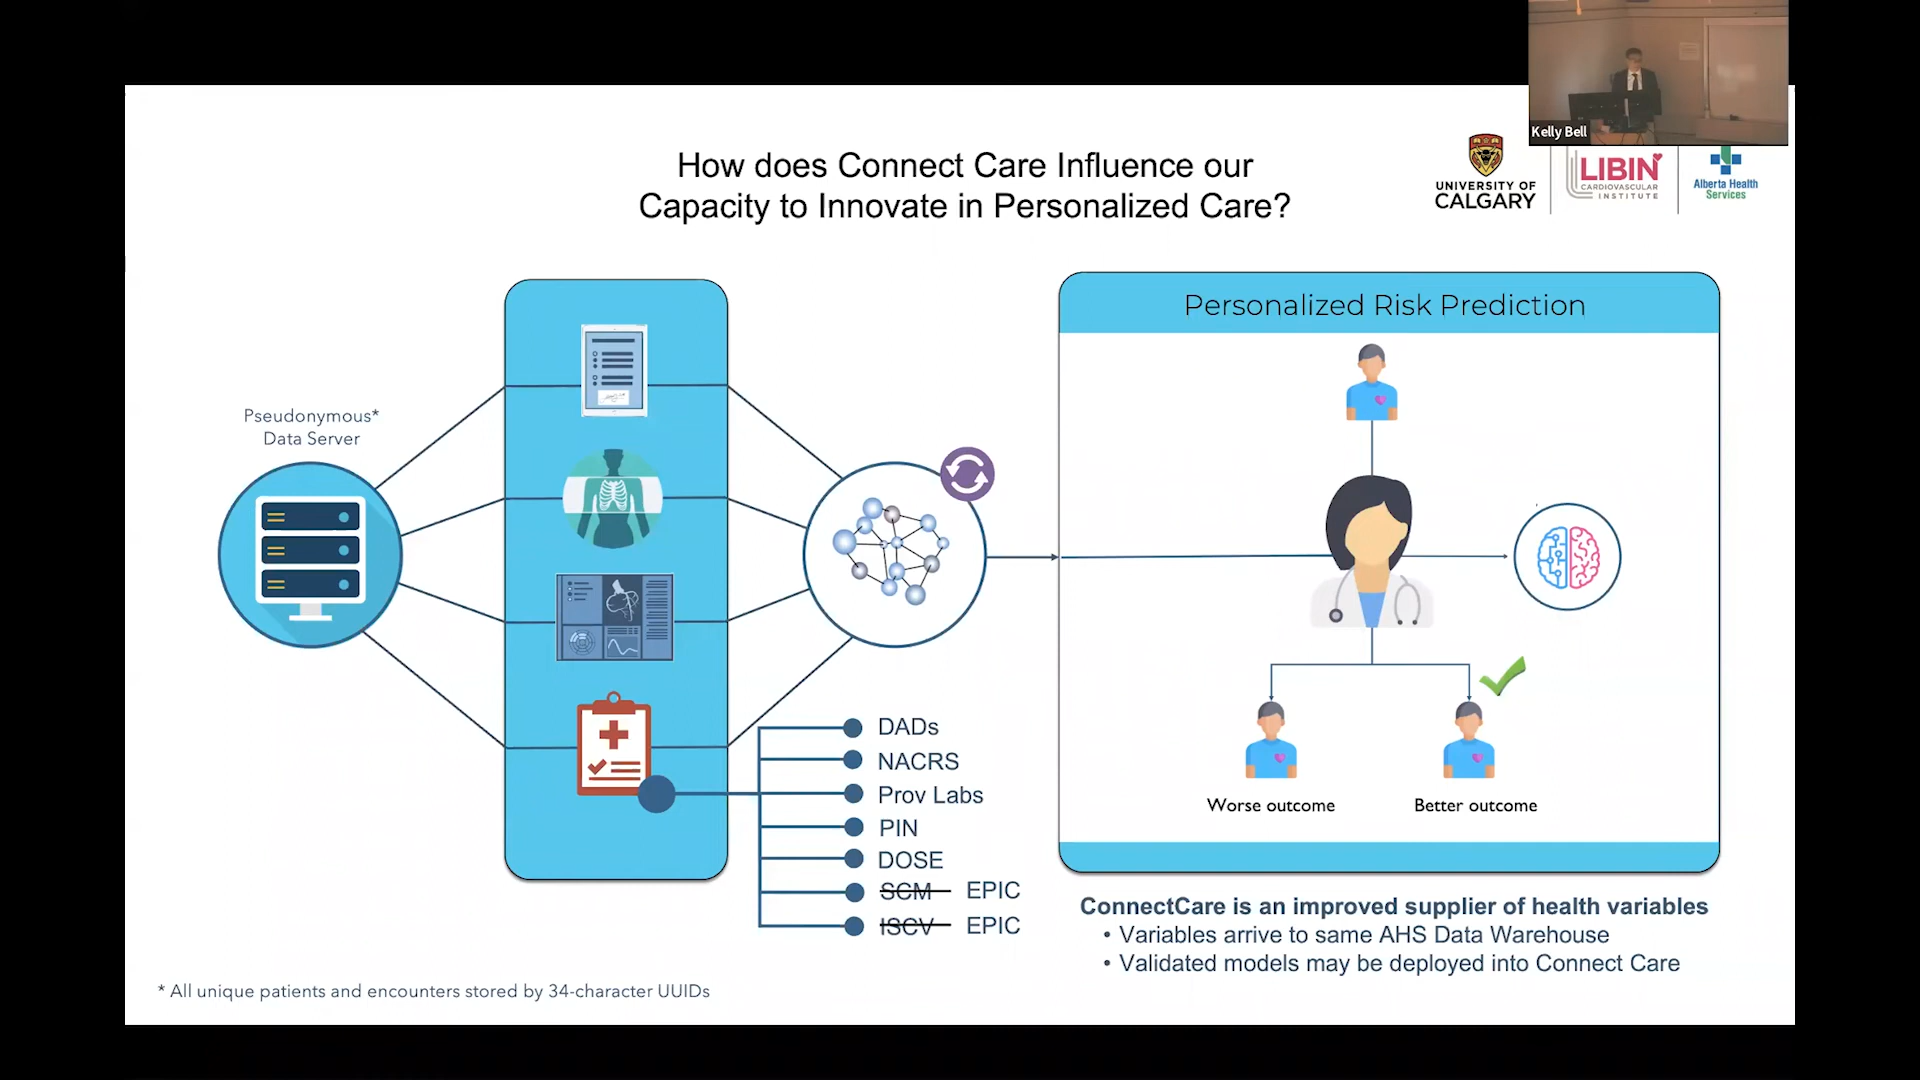 Kelly Bell
How does Connect Care Influence our
Capacity to Innovate in Personalized Care?
UNIVERSITY OF
CALGARY
LIBIN
CARDIOVASCULAR
INSTITUTE
Alberta Health
Services
Pseudonymous*
Data Server
Personalized Risk Prediction
Worse outcome
Better outcome
DADs
NACRS
Prov Labs
PIN
DOSE
SCM EPIC
ISCV EPIC
ConnectCare is an improved supplier of health variables
• Variables arrive to same AHS Data Warehouse
• Validated models may be deployed into Connect Care
* All unique patients and encounters stored by 34-character UUIDs